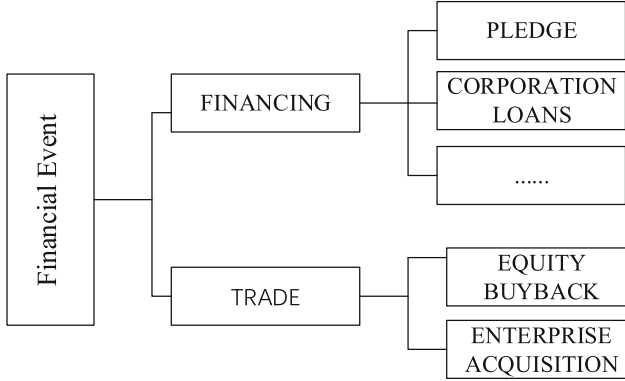 Financial Event
FINANCING
PLEDGE
CORPORATION
LOANS
......
TRADE
EQUITY
BUYBACK
ENTERPRISE
ACQUISITION